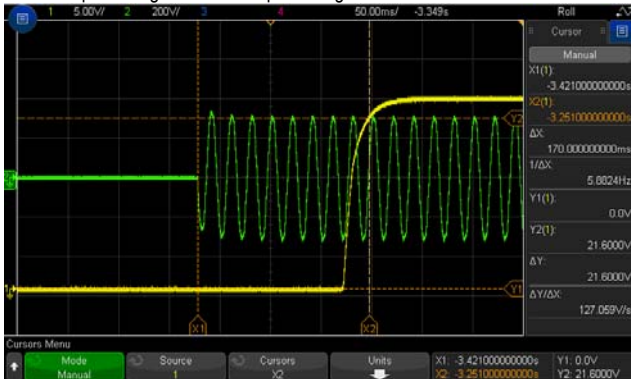 1 5.00V/ 2 200V/ 3 4 50.00ms/ -3.349s Roll
Cursor
Manual
X1(1):
-3.421000000000s
X2(1):
-3.251000000000s
ΔX:
170.000000000ms
1/ΔX:
5.8824Hz
Y1(1):
0.0V
Y2(1):
21.6000V
ΔY:
21.6000V
ΔY/ΔX:
127.059V/s
Y2
Y1
X1 X2
Cursors Menu
Mode Source Cursors Units X1: -3.421000000000s Y1: 0.0V
Manual 1 X2 X2: -3.251000000000s Y2: 21.6000V